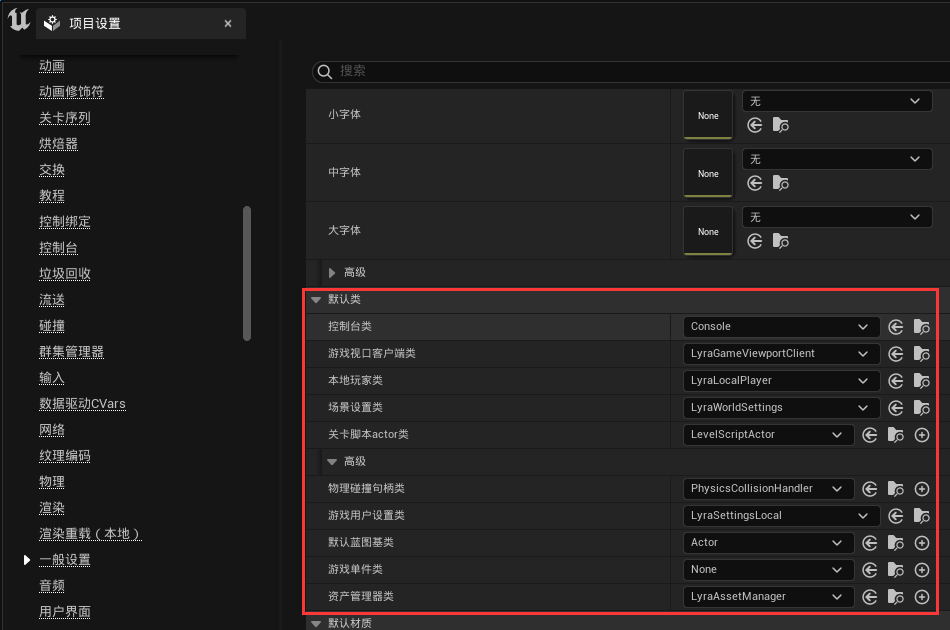 项目设置
动画
动画修饰符
关卡序列
烘焙器
交换
教程
控制绑定
控制台
垃圾回收
流送
碰撞
群集管理器
输入
数据驱动CVars
网络
纹理编码
物理
渲染
渲染重载（本地）
一般设置
音频
用户界面
搜索
小字体 None 无
中字体 None 无
大字体 None 无
高级
默认类
控制台类 Console
游戏视口客户端类 LyraGameViewportClient
本地玩家类 LyraLocalPlayer
场景设置类 LyraWorldSettings
关卡脚本actor类 LevelScriptActor
高级
物理碰撞句柄类 PhysicsCollisionHandler
游戏用户设置类 LyraSettingsLocal
默认蓝图基类 Actor
游戏单件类 None
资产管理器类 LyraAssetManager
默认材质